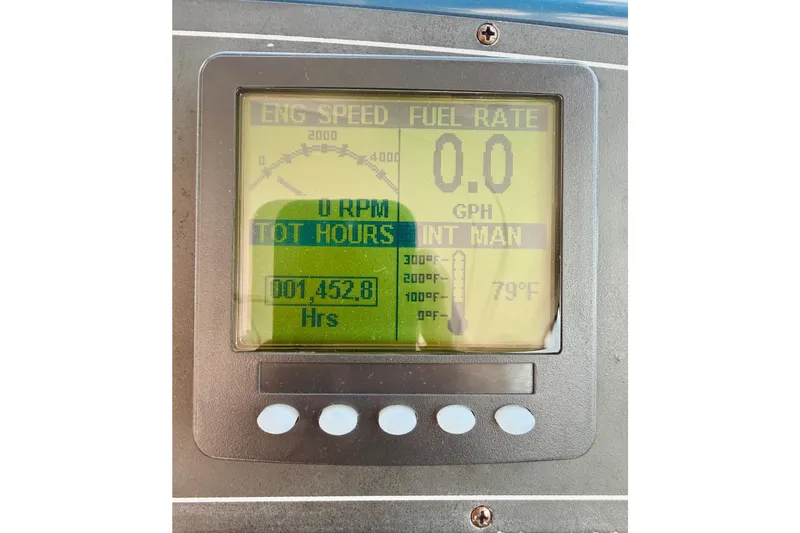 ENG SPEED
0
2000
4000
0 RPM
FUEL RATE
0.0
GPH
TOT HOURS
001,452.8
Hrs
INT MAN
300°F
200°F
100°F
0°F
79°F